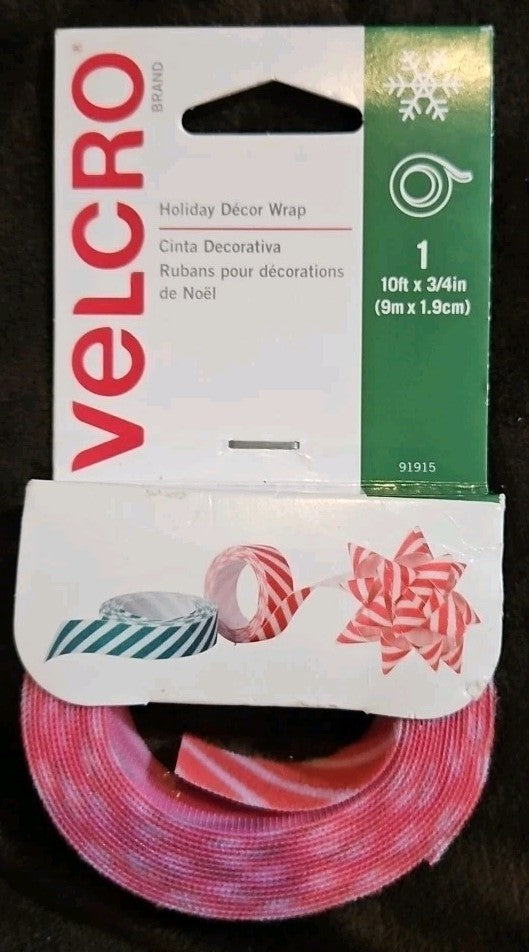 VELCRO®
BRAND
Holiday Décor Wrap
Cinta Decorativa
Rubans pour décorations
de Noël
1
10ft x 3/4in
(9m x 1.9cm)
91915